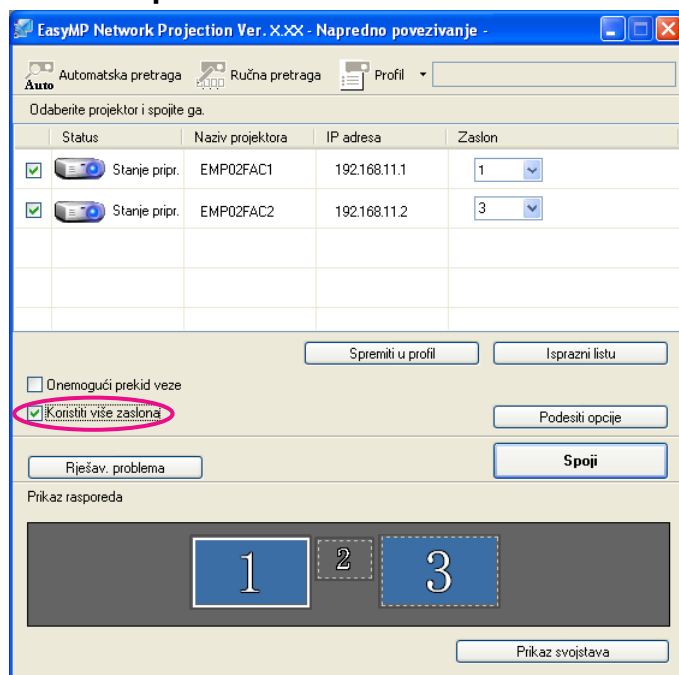 EasyMP Network Projection Ver. X.XX - Napredno povezivanje -
Auto Automatska pretraga Ručna pretraga Profil
Odaberite projektor i spojite ga.
Status Naziv projektora IP adresa Zaslon
Stanje pripr. EMP02FAC1 192.168.11.1 1
Stanje pripr. EMP02FAC2 192.168.11.2 3
Spremiti u profil Isprazni listu
Onemogući prekid veze
Koristiti više zaslona
Podesiti opcije
Rješav. problema Spoji
Prikaz rasporeda
1 2 3
Prikaz svojstava